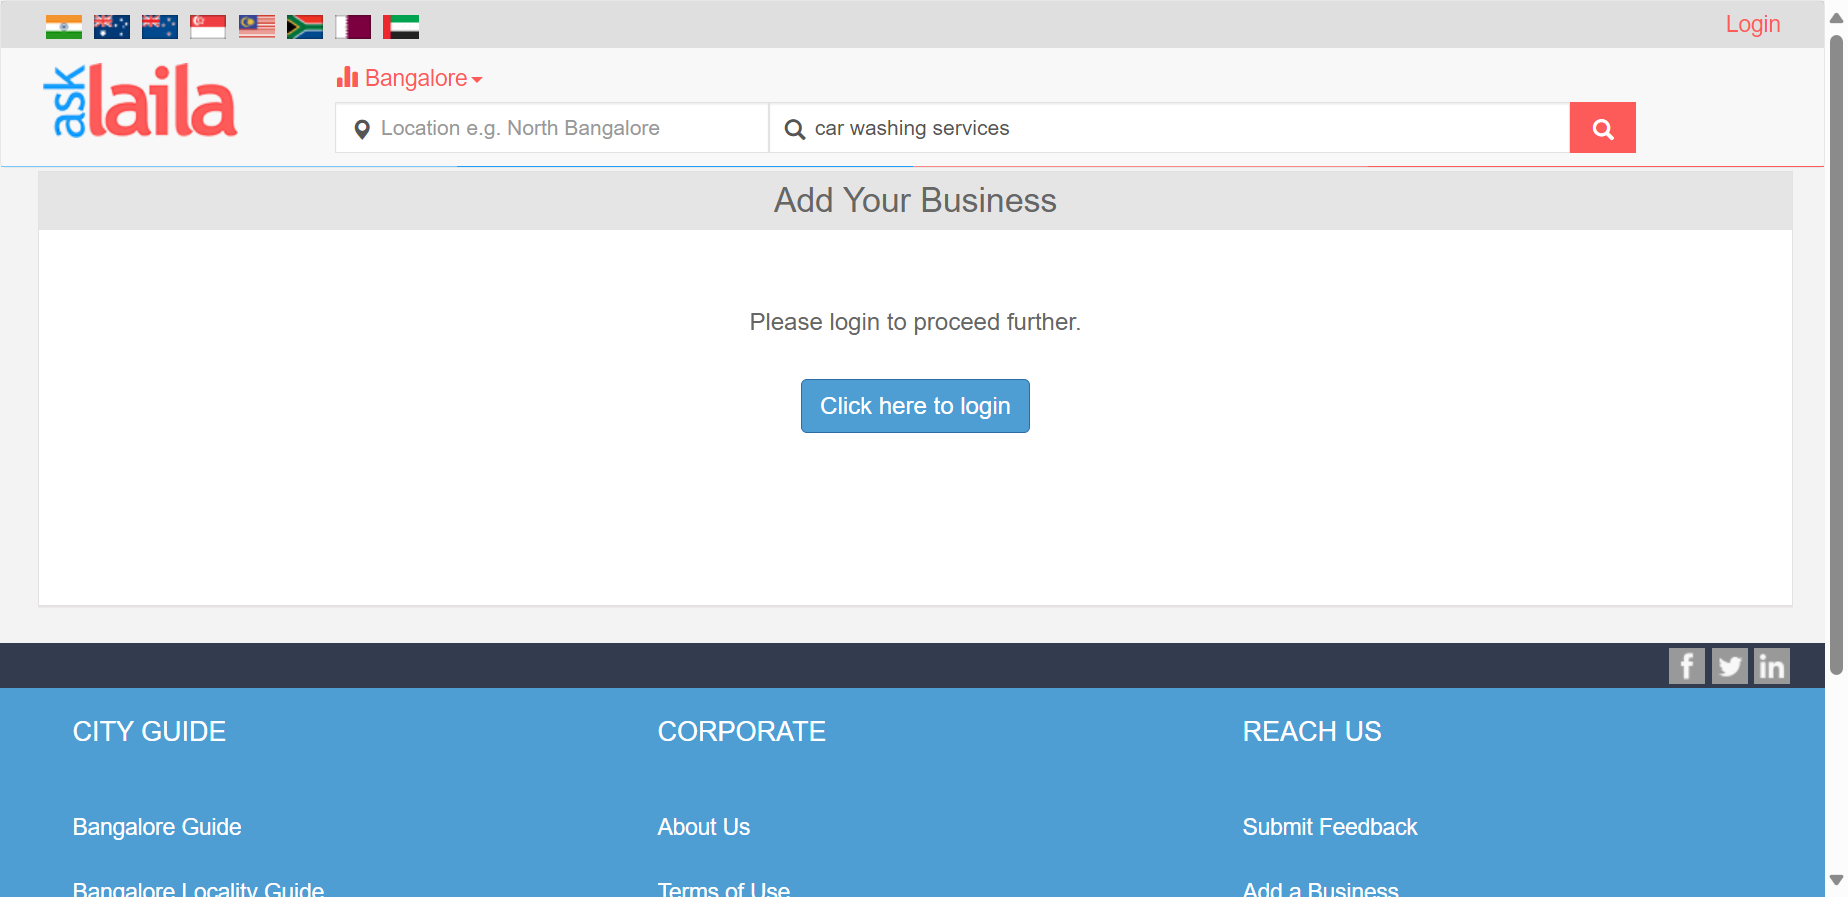 Login
ask laila
Bangalore
Location e.g. North Bangalore
car washing services
Add Your Business
Please login to proceed further.
Click here to login
f
in
CITY GUIDE
CORPORATE
REACH US
Bangalore Guide
About Us
Submit Feedback
Bangalore Locality Guide
Terms of Use
Add a Business